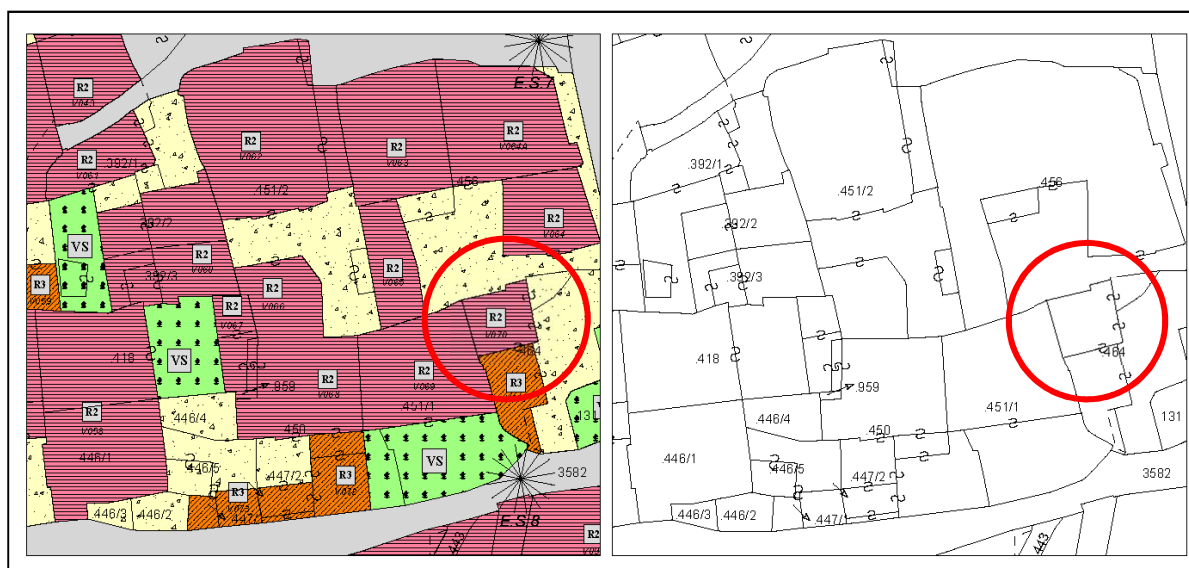 E.S.7
R2
V043
R2
V062
R2
V063
R2
V064A
R2
V061
.392/1
.451/2
.456
R2
V064
.392/2
VS
R2
V060
.392/3
R3
V059
R2
V066
R2
V065
R2
V067
R2
V070
.464
.418
VS
R2
V068
R2
V069
R3
.959
.451/1
R2
V058
.446/4
.450
131
.446/1
.446/5
.447/2
R3
VS
3582
R3
.446/3
.446/2
.447/1
E.S.8
443
R2
.392/1
.451/2
.456
.392/2
.392/3
.418
.464
.959
.451/1
131
.446/4
.450
.446/1
.446/5
.447/2
3582
.446/3
.446/2
.447/1
443